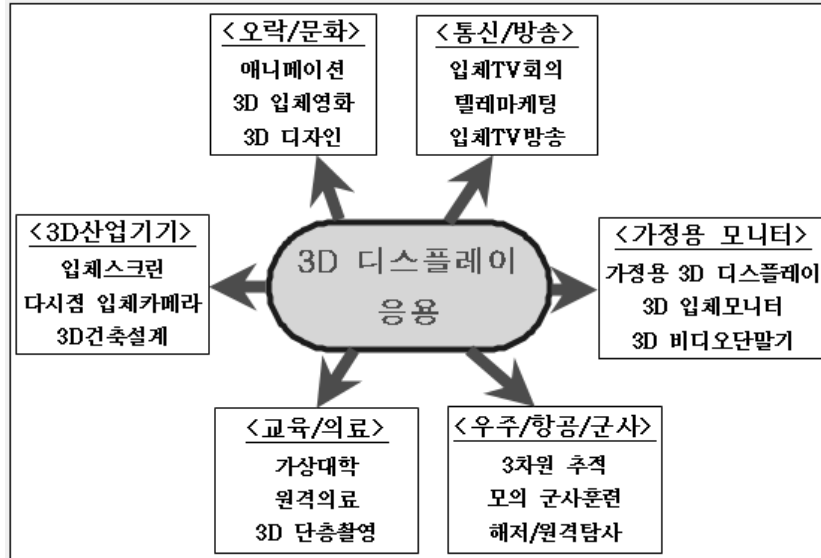 <오락/문화>
애니메이션
3D 입체영화
3D 디자인
<통신/방송>
입체TV회의
텔레마케팅
입체TV방송
<3D산업기기>
입체스크린
다시점 입체카메라
3D건축설계
3D 디스플레이
응용
<가정용 모니터>
가정용 3D 디스플레이
3D 입체모니터
3D 비디오단말기
<교육/의료>
가상대학
원격의료
3D 단층촬영
<우주/항공/군사>
3차원 추적
모의 군사훈련
해저/원격탐사